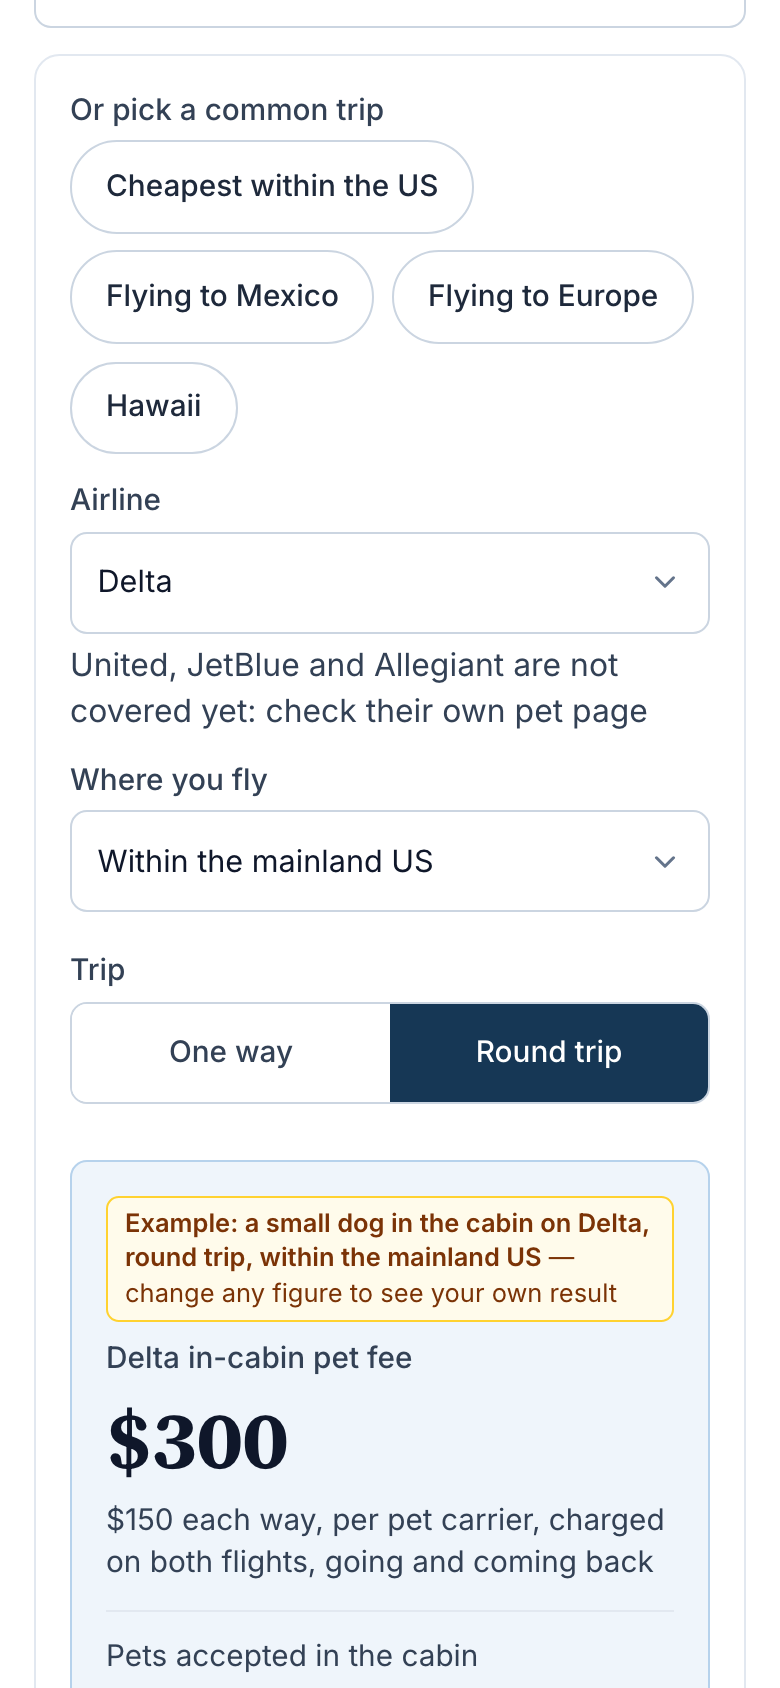 Or pick a common trip
Cheapest within the US
Flying to Mexico
Flying to Europe
Hawaii
Airline
Delta
United, JetBlue and Allegiant are not
covered yet: check their own pet page
Where you fly
Within the mainland US
Trip
One way
Round trip
Example: a small dog in the cabin on Delta,
round trip, within the mainland US —
change any figure to see your own result
Delta in-cabin pet fee
$300
$150 each way, per pet carrier, charged
on both flights, going and coming back
Pets accepted in the cabin